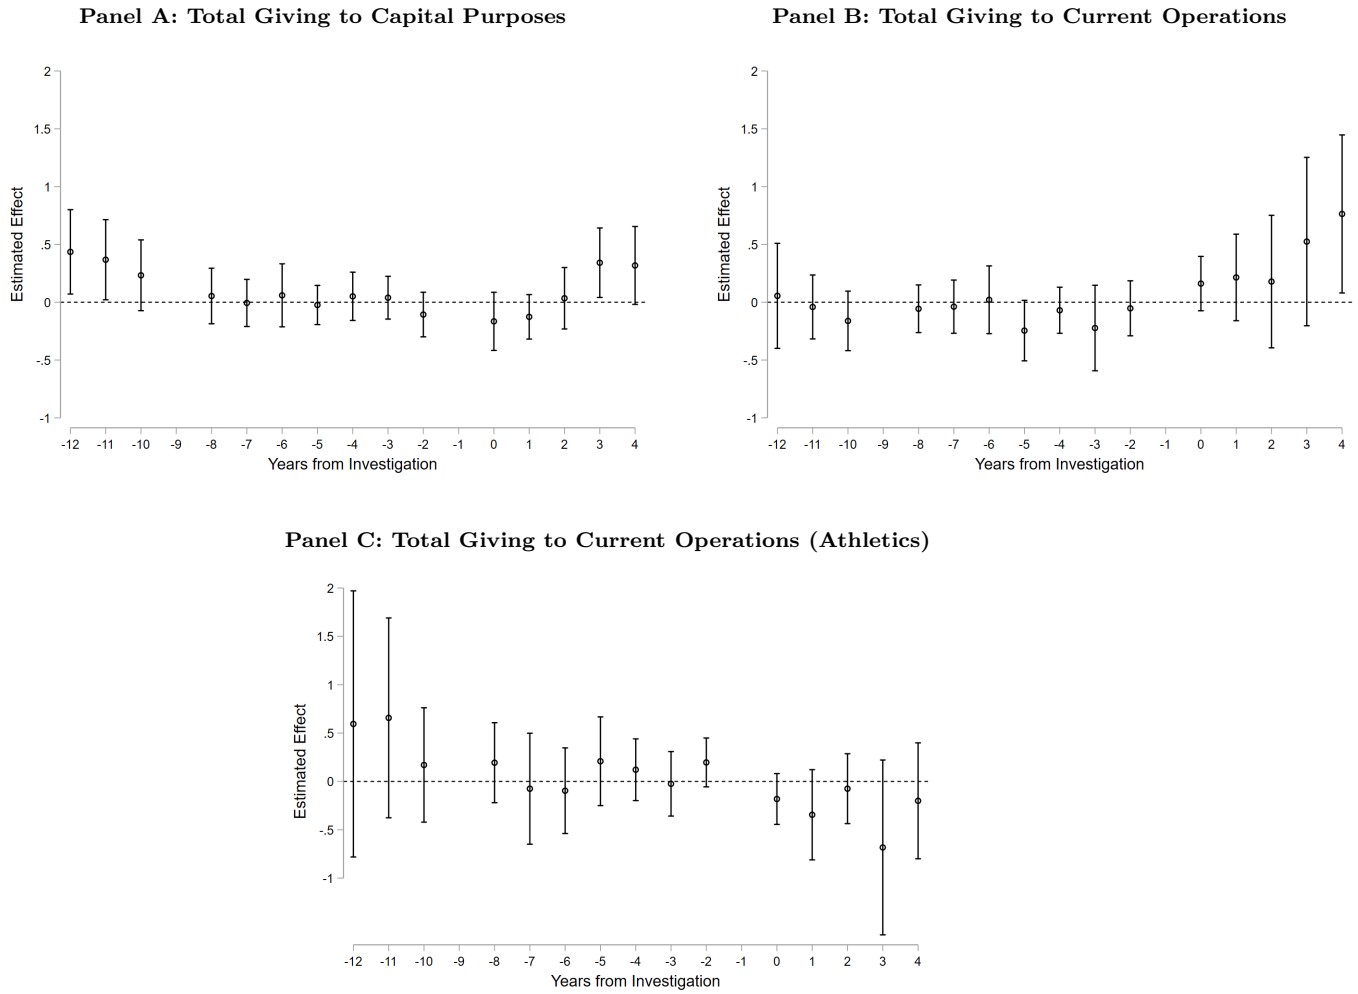 Panel A: Total Giving to Capital Purposes
2
1.5
1
.5
0
-.5
-1
Estimated Effect
-12 -11 -10 -9 -8 -7 -6 -5 -4 -3 -2 -1 0 1 2 3 4
Years from Investigation
Panel B: Total Giving to Current Operations
2
1.5
1
.5
0
-.5
-1
Estimated Effect
-12 -11 -10 -9 -8 -7 -6 -5 -4 -3 -2 -1 0 1 2 3 4
Years from Investigation
Panel C: Total Giving to Current Operations (Athletics)
2
1.5
1
.5
0
-.5
-1
Estimated Effect
-12 -11 -10 -9 -8 -7 -6 -5 -4 -3 -2 -1 0 1 2 3 4
Years from Investigation